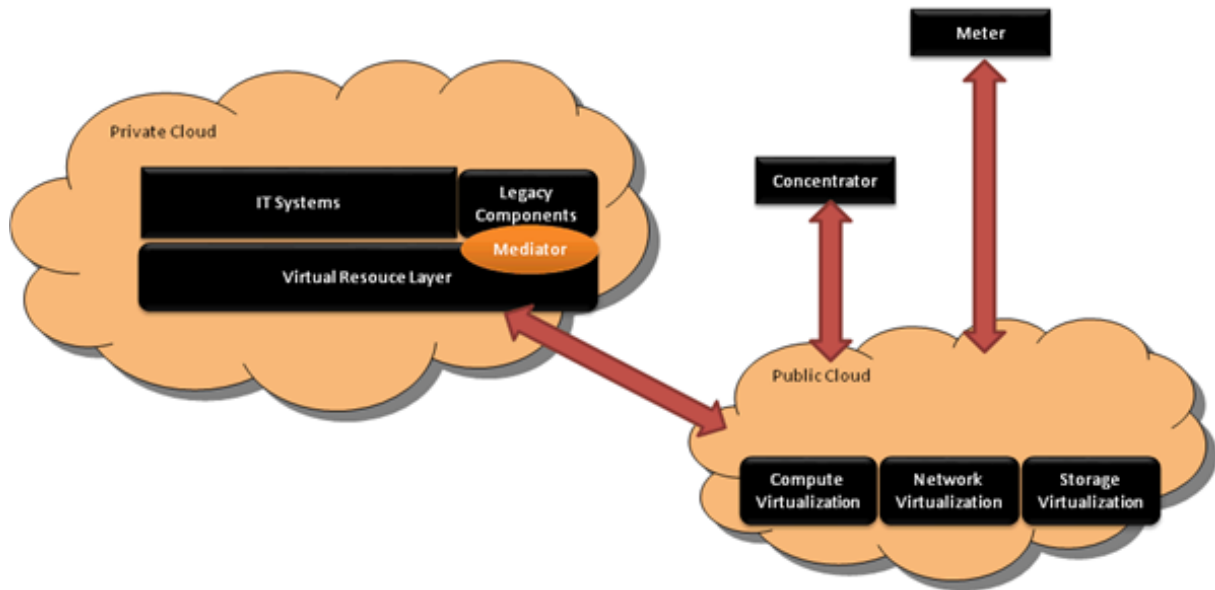 Meter
Private Cloud
Concentrator
IT Systems
Legacy
Components
Mediator
Virtual Resouce Layer
Public Cloud
Compute
Virtualization
Network
Virtualization
Storage
Virtualization